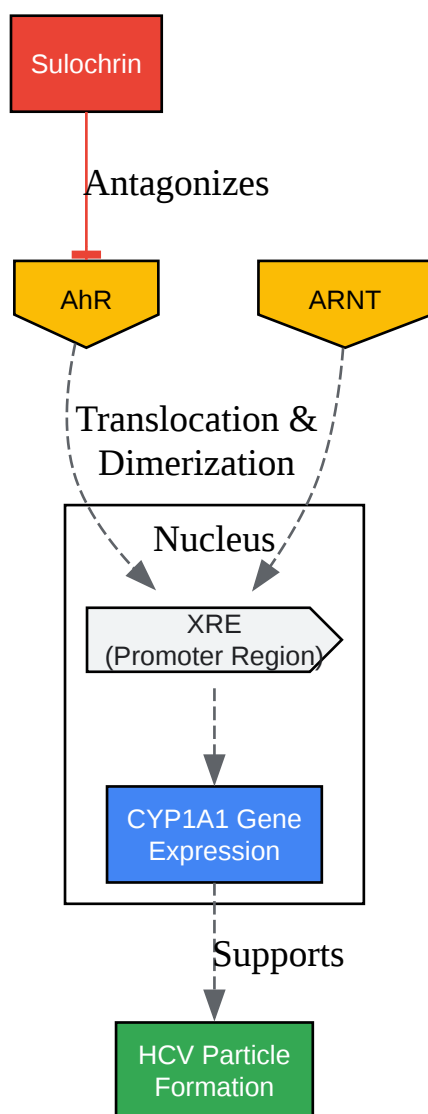 Sulochrin
Antagonizes
AhR
ARNT
Translocation &
Dimerization
Nucleus
XRE
(Promoter Region)
CYP1A1 Gene
Expression
Supports
HCV Particle
Formation